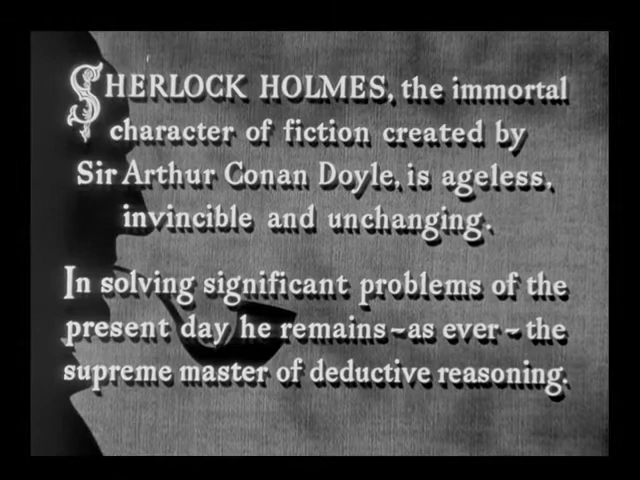 SHERLOCK HOLMES, the immortal
character of fiction created by
Sir Arthur Conan Doyle, is ageless,
invincible and unchanging.
In solving significant problems of the
present day he remains-as ever-the
supreme master of deductive reasoning.